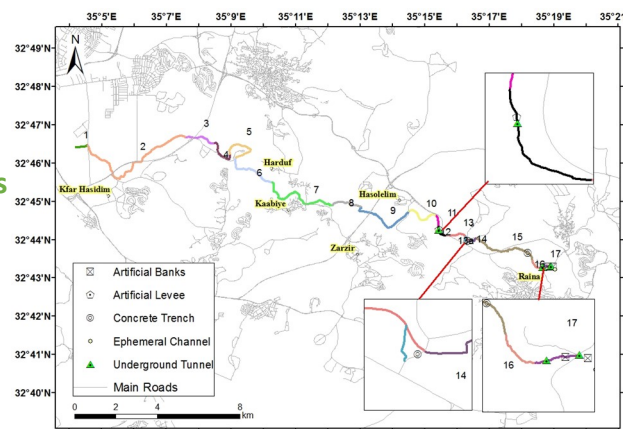 35°5'E 35°7'E 35°9'E 35°11'E 35°13'E 35°15'E 35°17'E 35°19'E 35°2
32°49'N
N
32°48'N
32°47'N
3
1
5
2
4
32°46'N
s
Harduf
6
Kfar Hasidim
7
Hasolelim
32°45'N
Kaabiye
8
10
9
11
13
32°44'N
12
13a
14
15
Zarzir
17
16
Raina
32°43'N
Artificial Banks
Artificial Levee
Concrete Trench
Ephemeral Channel
Underground Tunnel
Main Roads
32°42'N
32°41'N
32°40'N
17
14
16
0 2 4 8
km